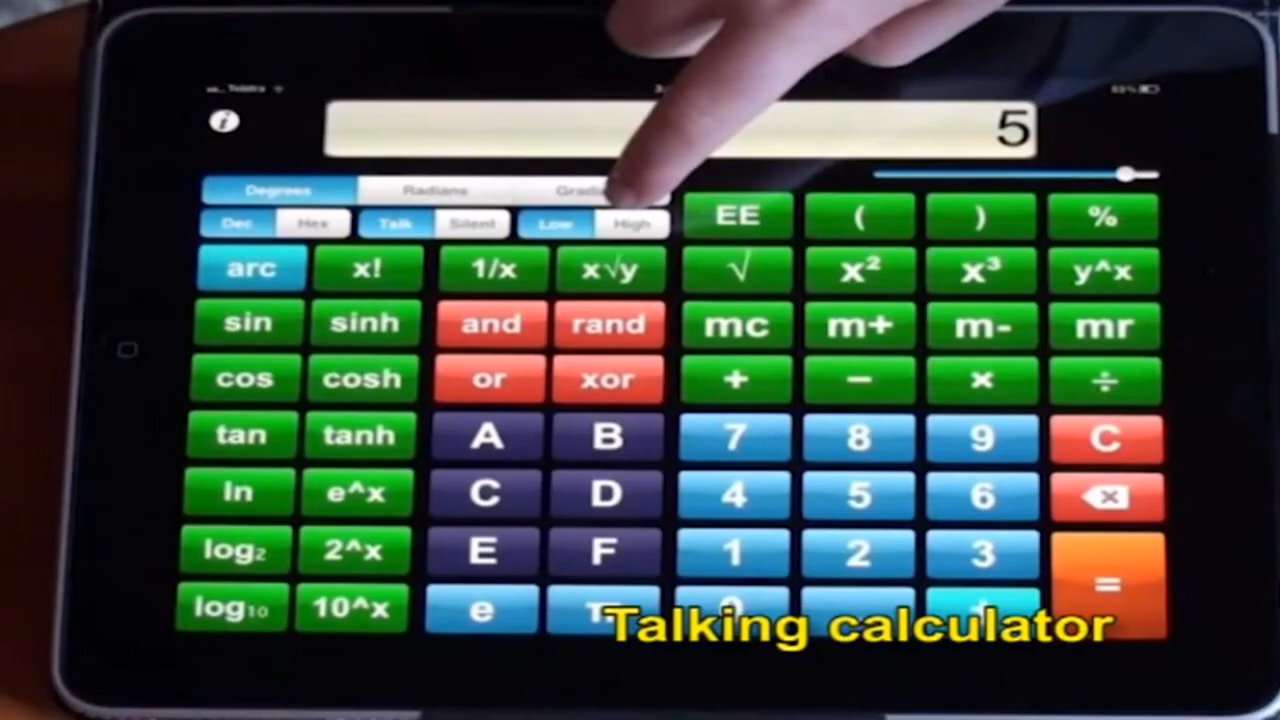 Telstra
i 5
Degrees Radians
Dec Hex Talk Silent Low High EE ( ) %
arc x! 1/x x√y √ x² x³ y^x
sin sinh and rand mc m+ m- mr
cos cosh or xor + − × ÷
tan tanh A B 7 8 9 C
ln e^x C D 4 5 6
log₂ 2^x E F 1 2 3 =
log₁₀ 10^x e
Talking calculator